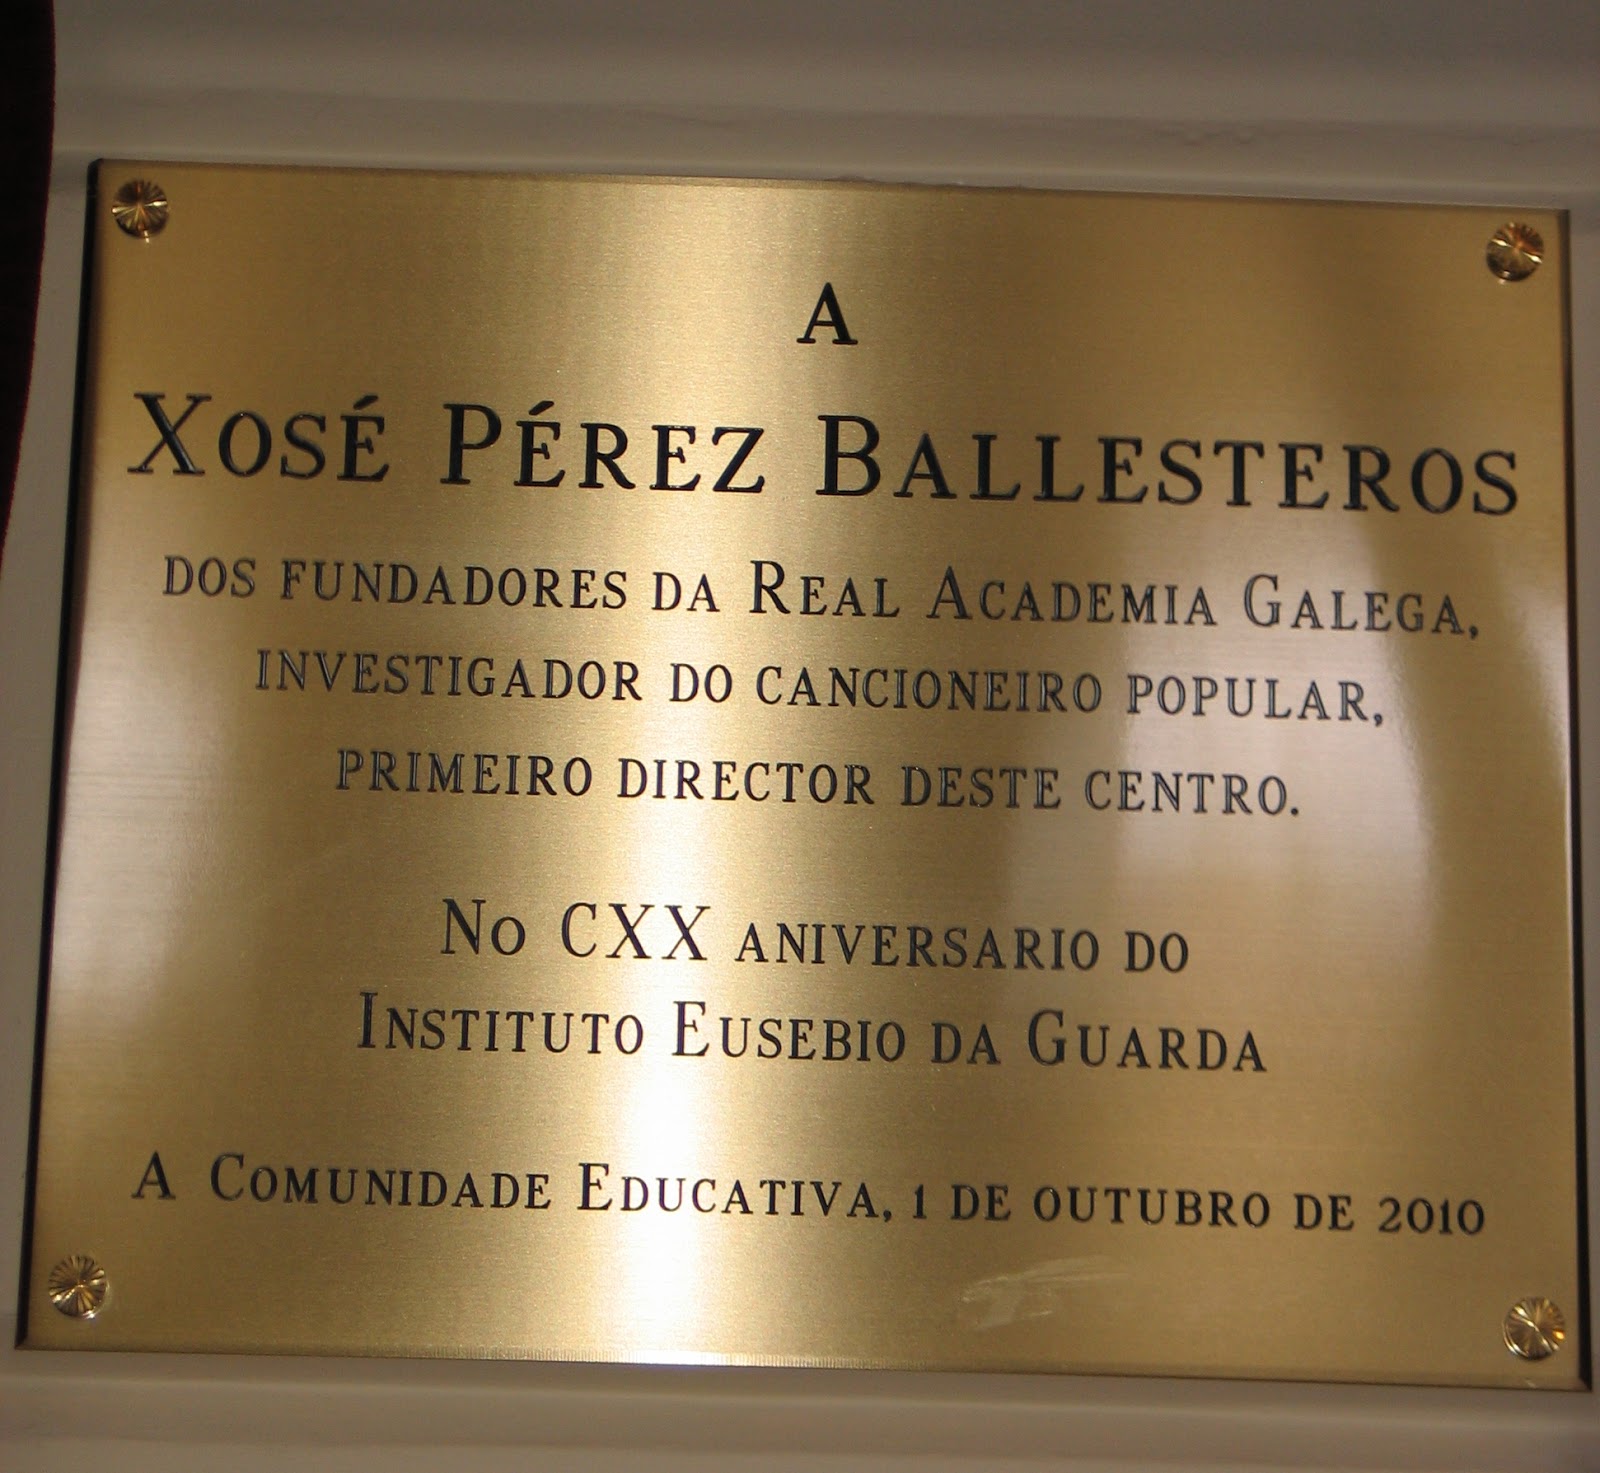 A
XOSÉ PÉREZ BALLESTEROS
DOS FUNDADORES DA REAL ACADEMIA GALEGA,
INVESTIGADOR DO CANCIONEIRO POPULAR,
PRIMEIRO DIRECTOR DESTE CENTRO.
NO CXX ANIVERSARIO DO
INSTITUTO EUSEBIO DA GUARDA
A COMUNIDADE EDUCATIVA, 1 DE OUTUBRO DE 2010